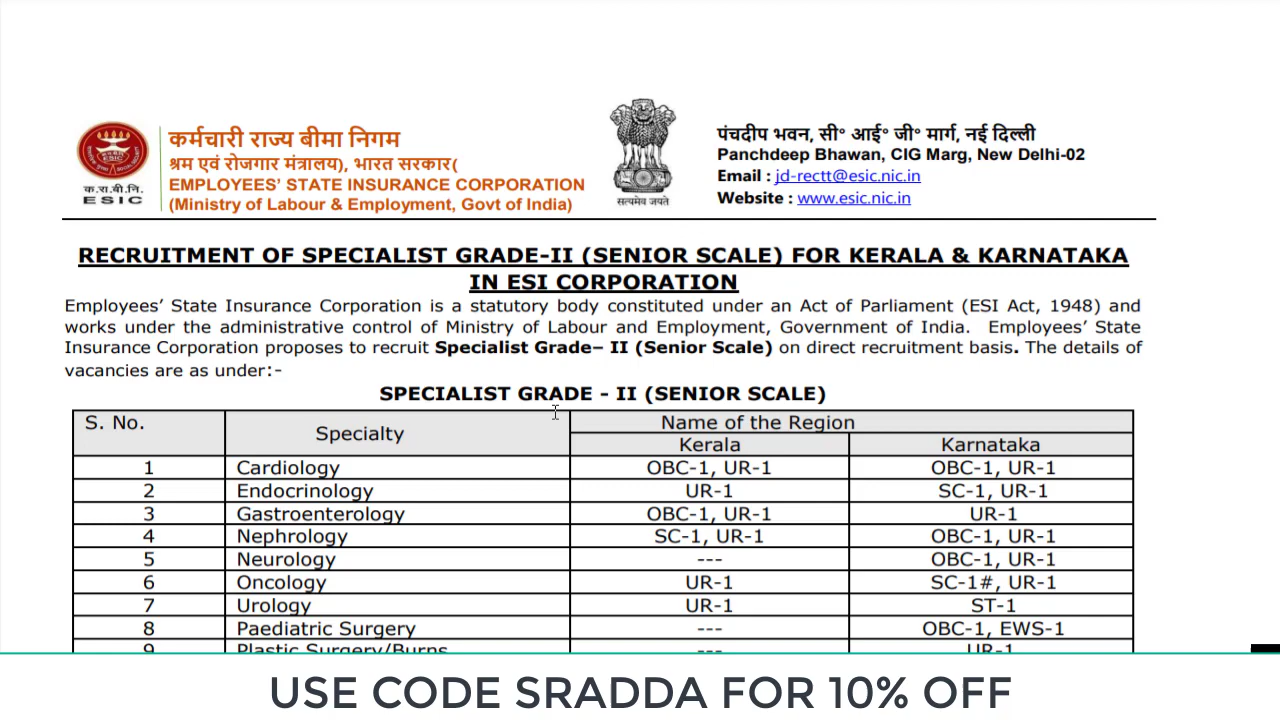 कर्मचारी राज्य बीमा निगम
श्रम एवं रोजगार मंत्रालय), भारत सरकार(
EMPLOYEES' STATE INSURANCE CORPORATION
(Ministry of Labour & Employment, Govt of India)
क.रा.बी.नि.
ESIC
सत्यमेव जयते
पंचदीप भवन, सी॰ आई॰ जी॰ मार्ग, नई दिल्ली
Panchdeep Bhawan, CIG Marg, New Delhi-02
Email : jd-rectt@esic.nic.in
Website : www.esic.nic.in
RECRUITMENT OF SPECIALIST GRADE-II (SENIOR SCALE) FOR KERALA & KARNATAKA
IN ESI CORPORATION
Employees' State Insurance Corporation is a statutory body constituted under an Act of Parliament (ESI Act, 1948) and
works under the administrative control of Ministry of Labour and Employment, Government of India. Employees' State
Insurance Corporation proposes to recruit Specialist Grade– II (Senior Scale) on direct recruitment basis. The details of
vacancies are as under:-
SPECIALIST GRADE - II (SENIOR SCALE)
S. No. Specialty Name of the Region
Kerala Karnataka
1 Cardiology OBC-1, UR-1 OBC-1, UR-1
2 Endocrinology UR-1 SC-1, UR-1
3 Gastroenterology OBC-1, UR-1 UR-1
4 Nephrology SC-1, UR-1 OBC-1, UR-1
5 Neurology --- OBC-1, UR-1
6 Oncology UR-1 SC-1#, UR-1
7 Urology UR-1 ST-1
8 Paediatric Surgery --- OBC-1, EWS-1
9 Plastic Surgery/Burns --- UR-1
USE CODE SRADDA FOR 10% OFF